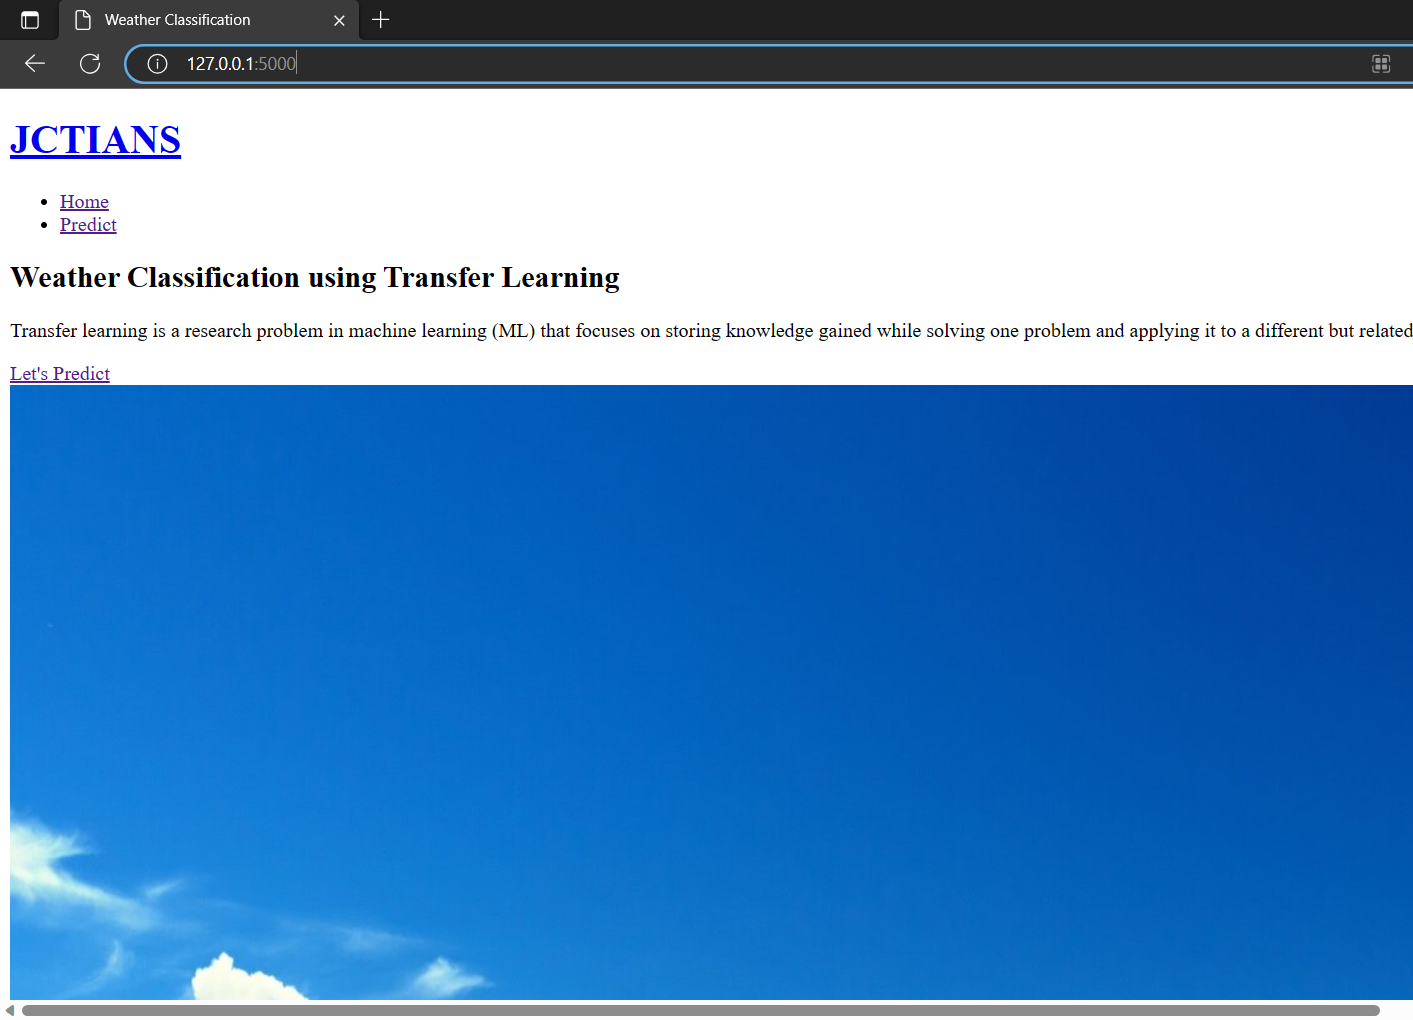 Weather Classification
127.0.0.1:5000
JCTIANS
Home
Predict
Weather Classification using Transfer Learning
Transfer learning is a research problem in machine learning (ML) that focuses on storing knowledge gained while solving one problem and applying it to a different but related
Let's Predict